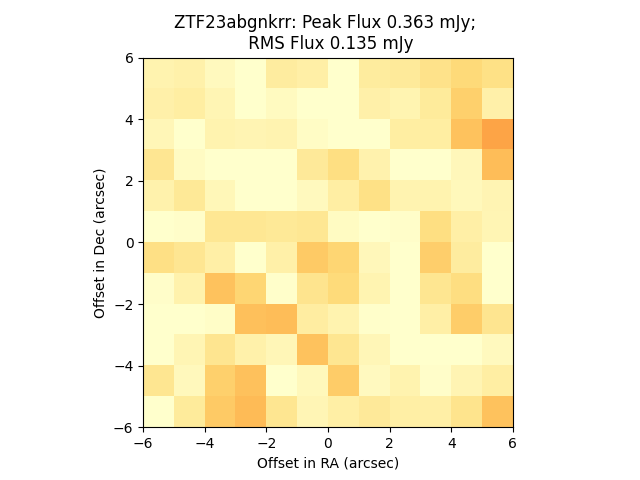 ZTF23abgnkrr: Peak Flux 0.363 mJy;
RMS Flux 0.135 mJy
6
4
2
0
−2
−4
−6
Offset in Dec (arcsec)
−6 −4 −2 0 2 4 6
Offset in RA (arcsec)